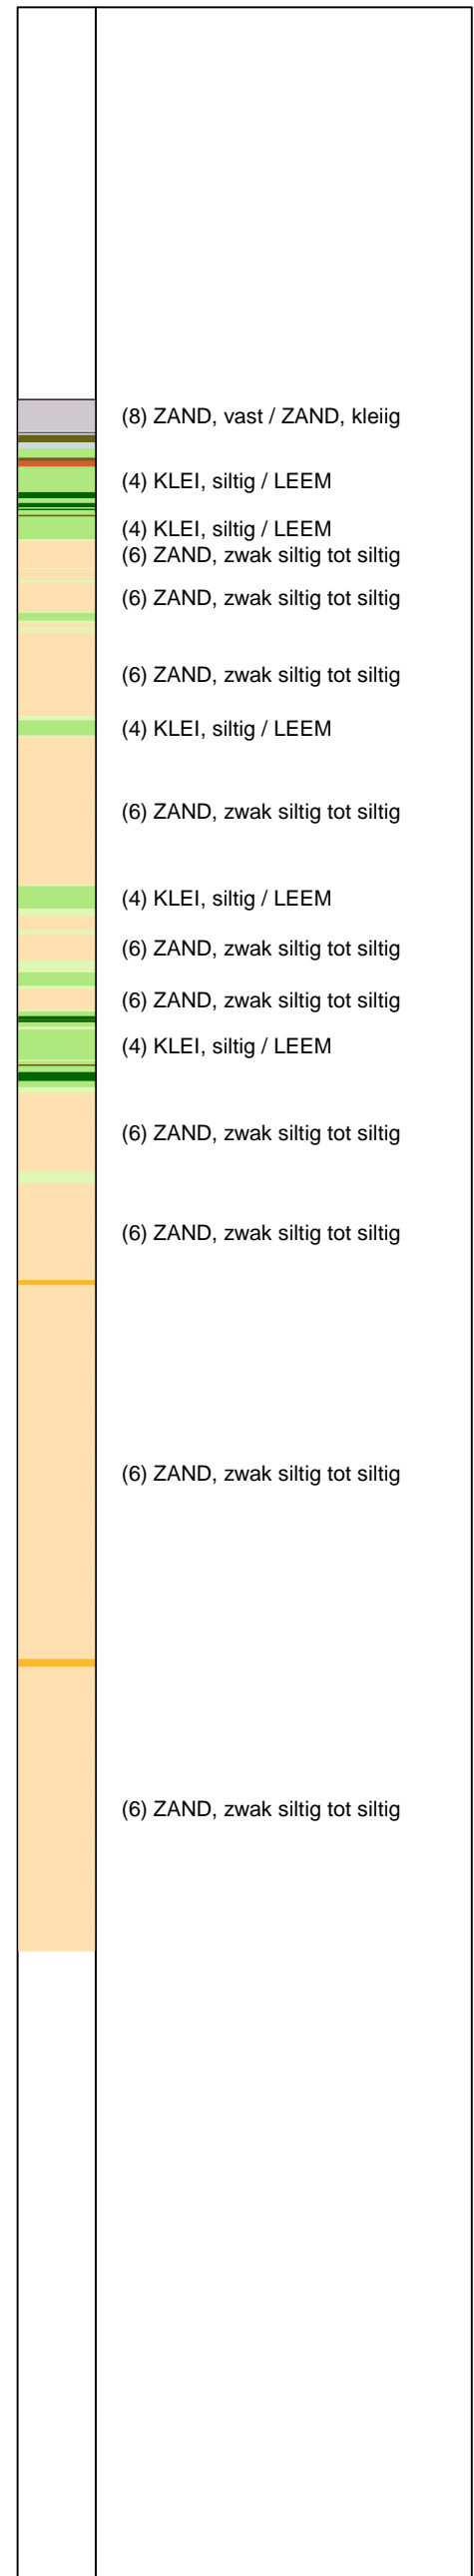 (8) ZAND, vast / ZAND, kleiig
(4) KLEI, siltig / LEEM
(4) KLEI, siltig / LEEM
(6) ZAND, zwak siltig tot siltig
(6) ZAND, zwak siltig tot siltig
(6) ZAND, zwak siltig tot siltig
(4) KLEI, siltig / LEEM
(6) ZAND, zwak siltig tot siltig
(4) KLEI, siltig / LEEM
(6) ZAND, zwak siltig tot siltig
(6) ZAND, zwak siltig tot siltig
(4) KLEI, siltig / LEEM
(6) ZAND, zwak siltig tot siltig
(6) ZAND, zwak siltig tot siltig
(6) ZAND, zwak siltig tot siltig
(6) ZAND, zwak siltig tot siltig